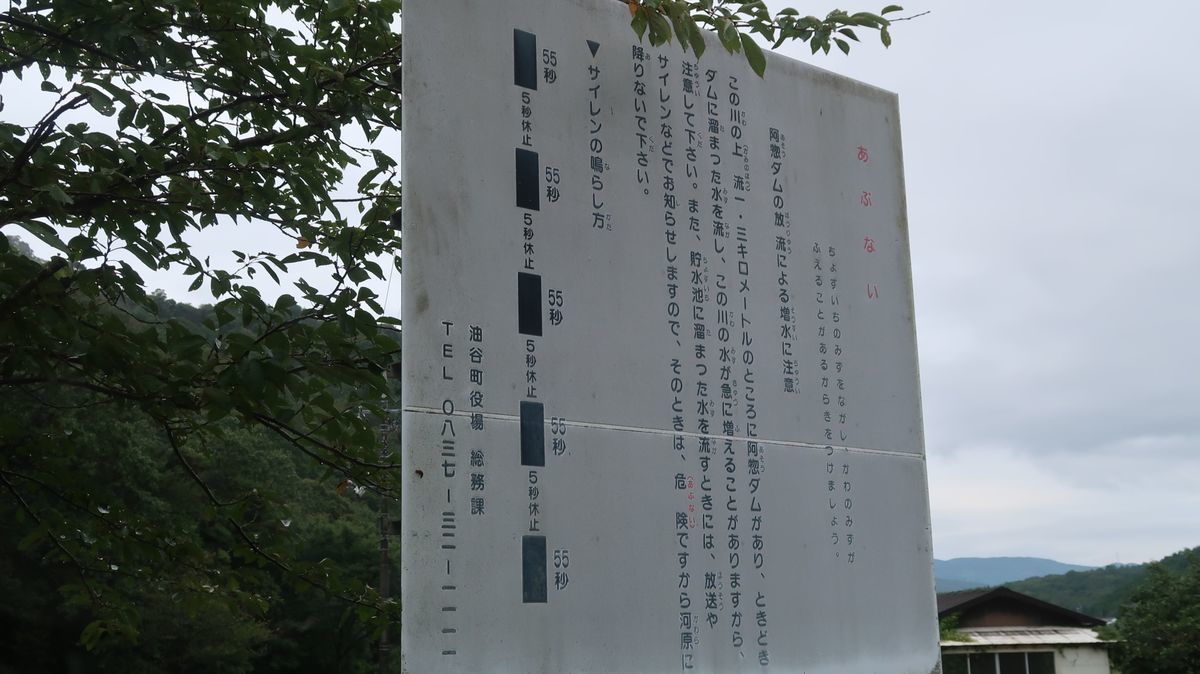 あぶない
ちょすいちのみずをながし、かわのみずが
ふえることがあるからきをつけましょう。
阿惣ダムの放流による増水に注意
この川の上流一・三キロメートルのところに阿惣ダムがあり、ときどき
ダムに溜まった水を流し、この川の水が急に増えることがありますから、
注意して下さい。また、貯水池に溜まった水を流すときには、放送や
サイレンなどでお知らせしますので、そのときは、危険ですから河原に
降りないで下さい。
▼サイレンの鳴らし方
55秒 5秒休止 55秒 5秒休止 55秒 5秒休止 55秒 5秒休止 55秒
油谷町役場 総務課
TEL 〇八三七ー三二ー一一一一